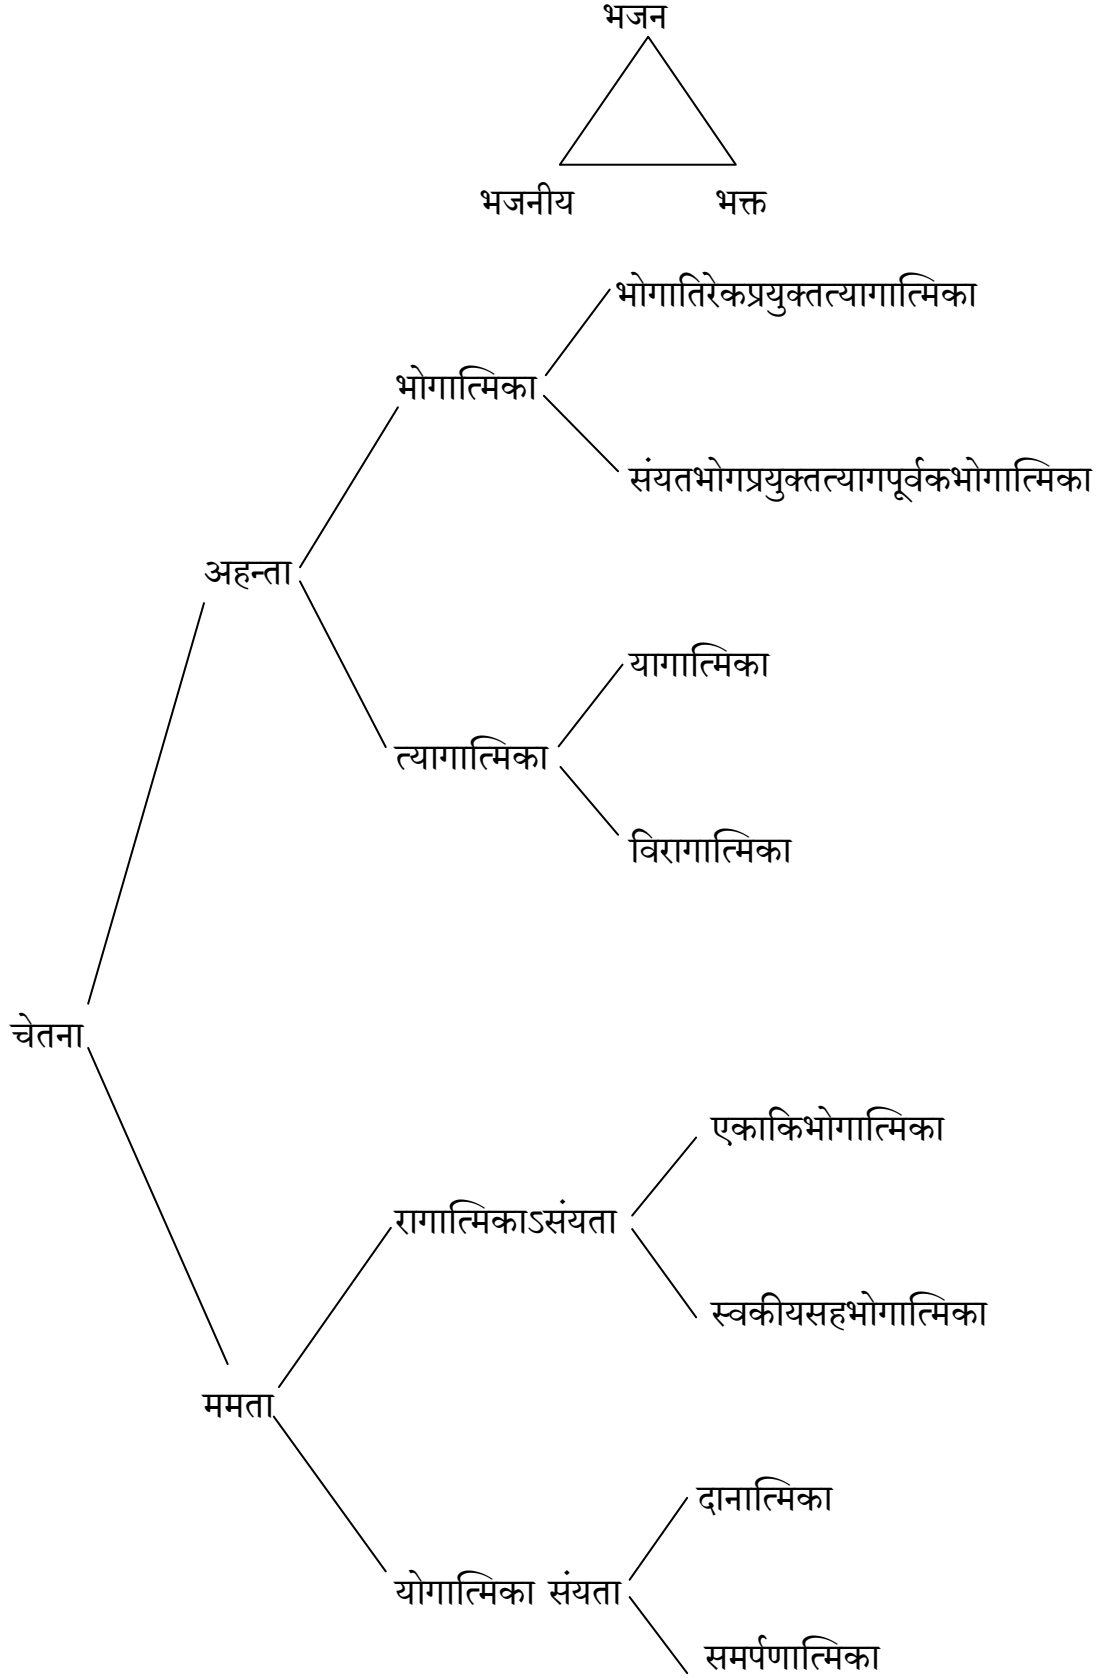 भजन
भजनीय भक्त
भोगातिरेकप्रयुक्तत्यागात्मिका
भोगात्मिका
संयतभोगप्रयुक्तत्यागपूर्वकभोगात्मिका
अहन्ता
यागात्मिका
त्यागात्मिका
विरागात्मिका
चेतना
एकाकिभोगात्मिका
रागात्मिकाऽसंयता
स्वकीयसहभोगात्मिका
ममता
दानात्मिका
योगात्मिका संयता
समर्पणात्मिका